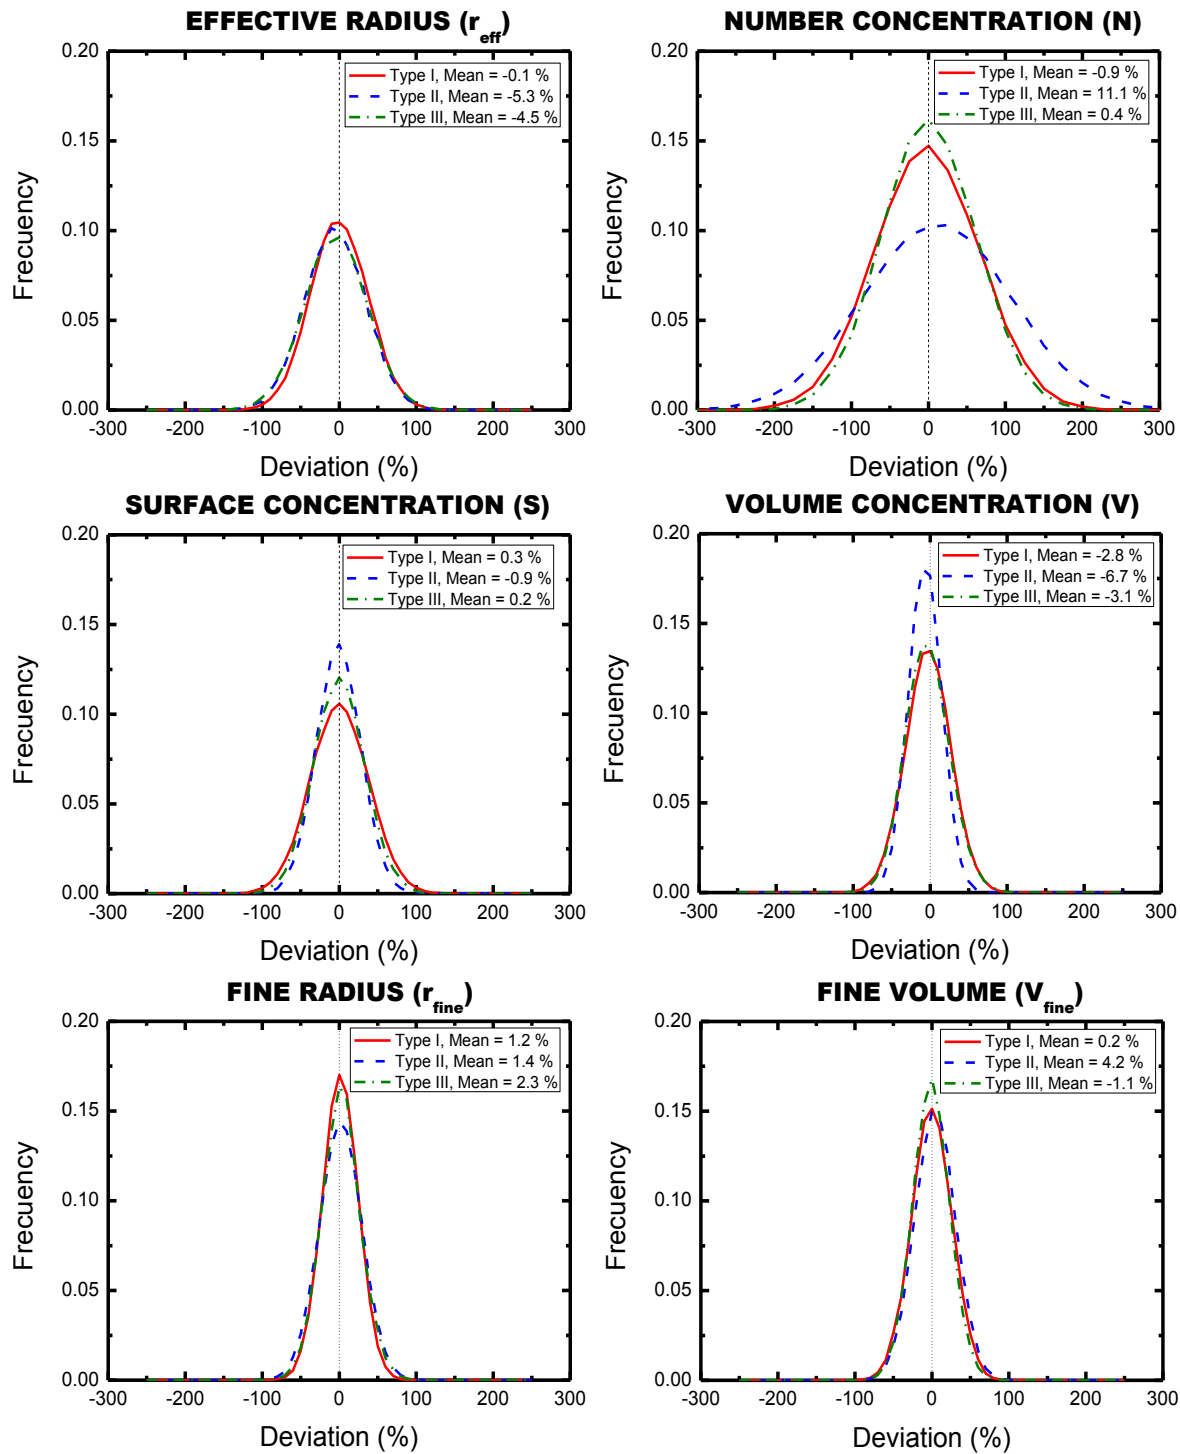 EFFECTIVE RADIUS (r_eff)
0.20
0.15
0.10
0.05
0.00
Frecuency
Type I, Mean = -0.1 %
Type II, Mean = -5.3 %
Type III, Mean = -4.5 %
-300 -200 -100 0 100 200 300
Deviation (%)
NUMBER CONCENTRATION (N)
0.20
0.15
0.10
0.05
0.00
Frecuency
Type I, Mean = -0.9 %
Type II, Mean = 11.1 %
Type III, Mean = 0.4 %
-300 -200 -100 0 100 200 300
Deviation (%)
SURFACE CONCENTRATION (S)
0.20
0.15
0.10
0.05
0.00
Frecuency
Type I, Mean = 0.3 %
Type II, Mean = -0.9 %
Type III, Mean = 0.2 %
-300 -200 -100 0 100 200 300
Deviation (%)
VOLUME CONCENTRATION (V)
0.20
0.15
0.10
0.05
0.00
Frecuency
Type I, Mean = -2.8 %
Type II, Mean = -6.7 %
Type III, Mean = -3.1 %
-300 -200 -100 0 100 200 300
Deviation (%)
FINE RADIUS (r_fine)
0.20
0.15
0.10
0.05
0.00
Frecuency
Type I, Mean = 1.2 %
Type II, Mean = 1.4 %
Type III, Mean = 2.3 %
-300 -200 -100 0 100 200 300
Deviation (%)
FINE VOLUME (V_fine)
0.20
0.15
0.10
0.05
0.00
Frecuency
Type I, Mean = 0.2 %
Type II, Mean = 4.2 %
Type III, Mean = -1.1 %
-300 -200 -100 0 100 200 300
Deviation (%)